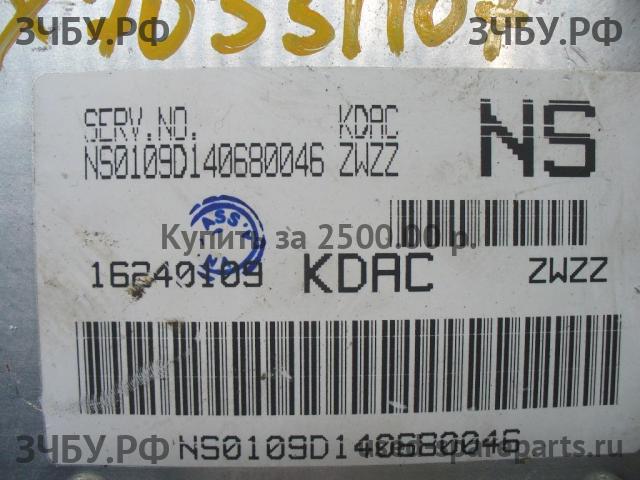 ЗЧБУ.РФ ЗЧБУ.РФ
SERV.NO. KDAC NS
NS0109D140680046 ZWZZ
ASS'Y
Купить за 2500.00 р.
16240109 KDAC ZWZZ
ЗЧБУ.РФ
NS0109D140680046